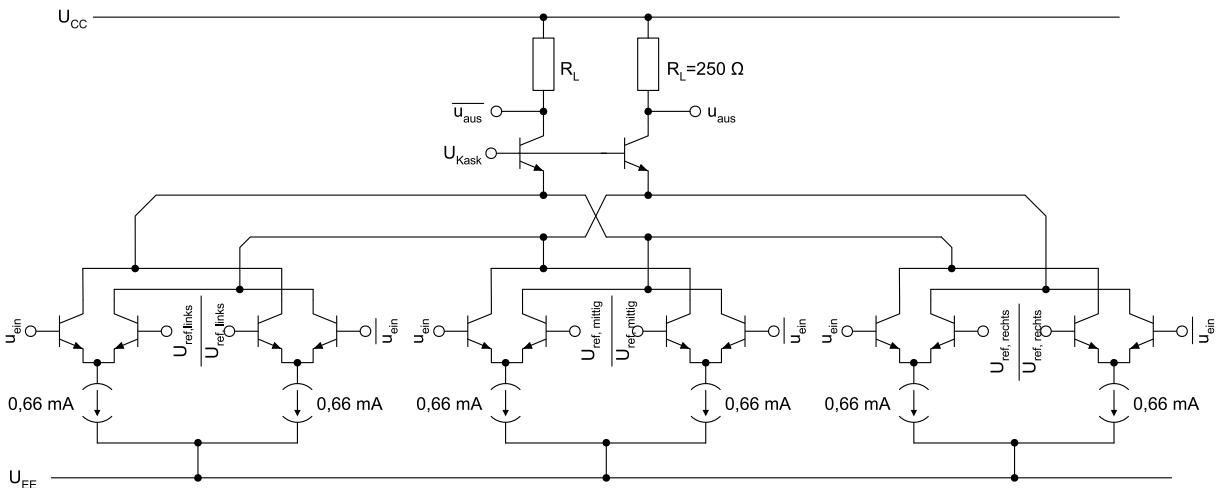 U_CC
R_L
R_L=250 Ω
u_aus
u_aus
U_Kask
u_ein
U_ref,links
U_ref,links
u_ein
u_ein
U_ref, mittig
U_ref, mittig
u_ein
u_ein
U_ref, rechts
U_ref, rechts
u_ein
0,66 mA
0,66 mA
0,66 mA
0,66 mA
0,66 mA
0,66 mA
U_EE